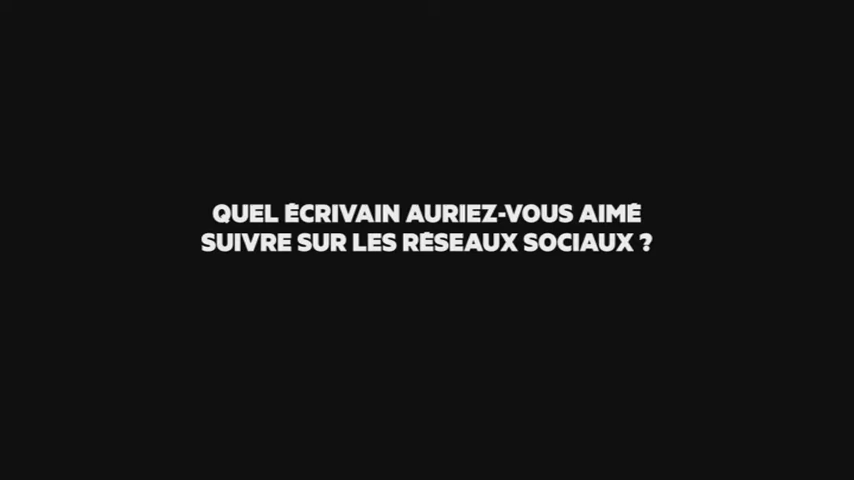 QUEL ÉCRIVAIN AURIEZ-VOUS AIMÉ
SUIVRE SUR LES RÉSEAUX SOCIAUX ?